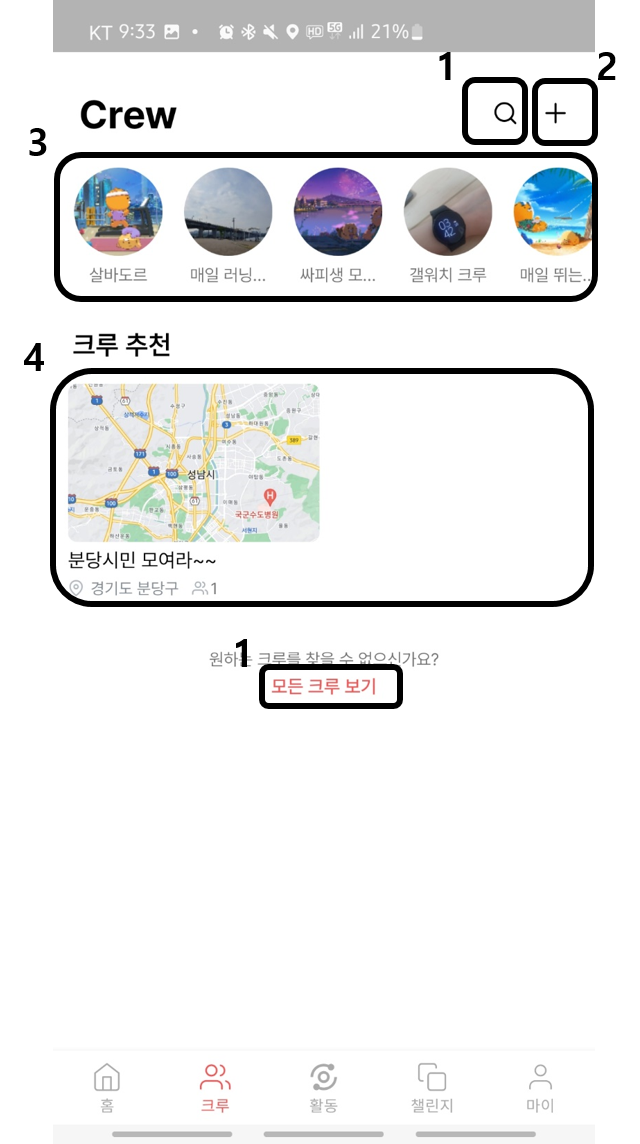 KT 9:33 HD 5G 21%
1
2
Crew
3
살바도르
매일 러닝...
싸피생 모...
갤워치 크루
매일 뛰는...
4
크루 추천
성남시
국군수도병원
분당시민 모여라~~
경기도 분당구 1
1
원하는 크루를 찾을 수 없으신가요?
모든 크루 보기
홈
크루
활동
챌린지
마이